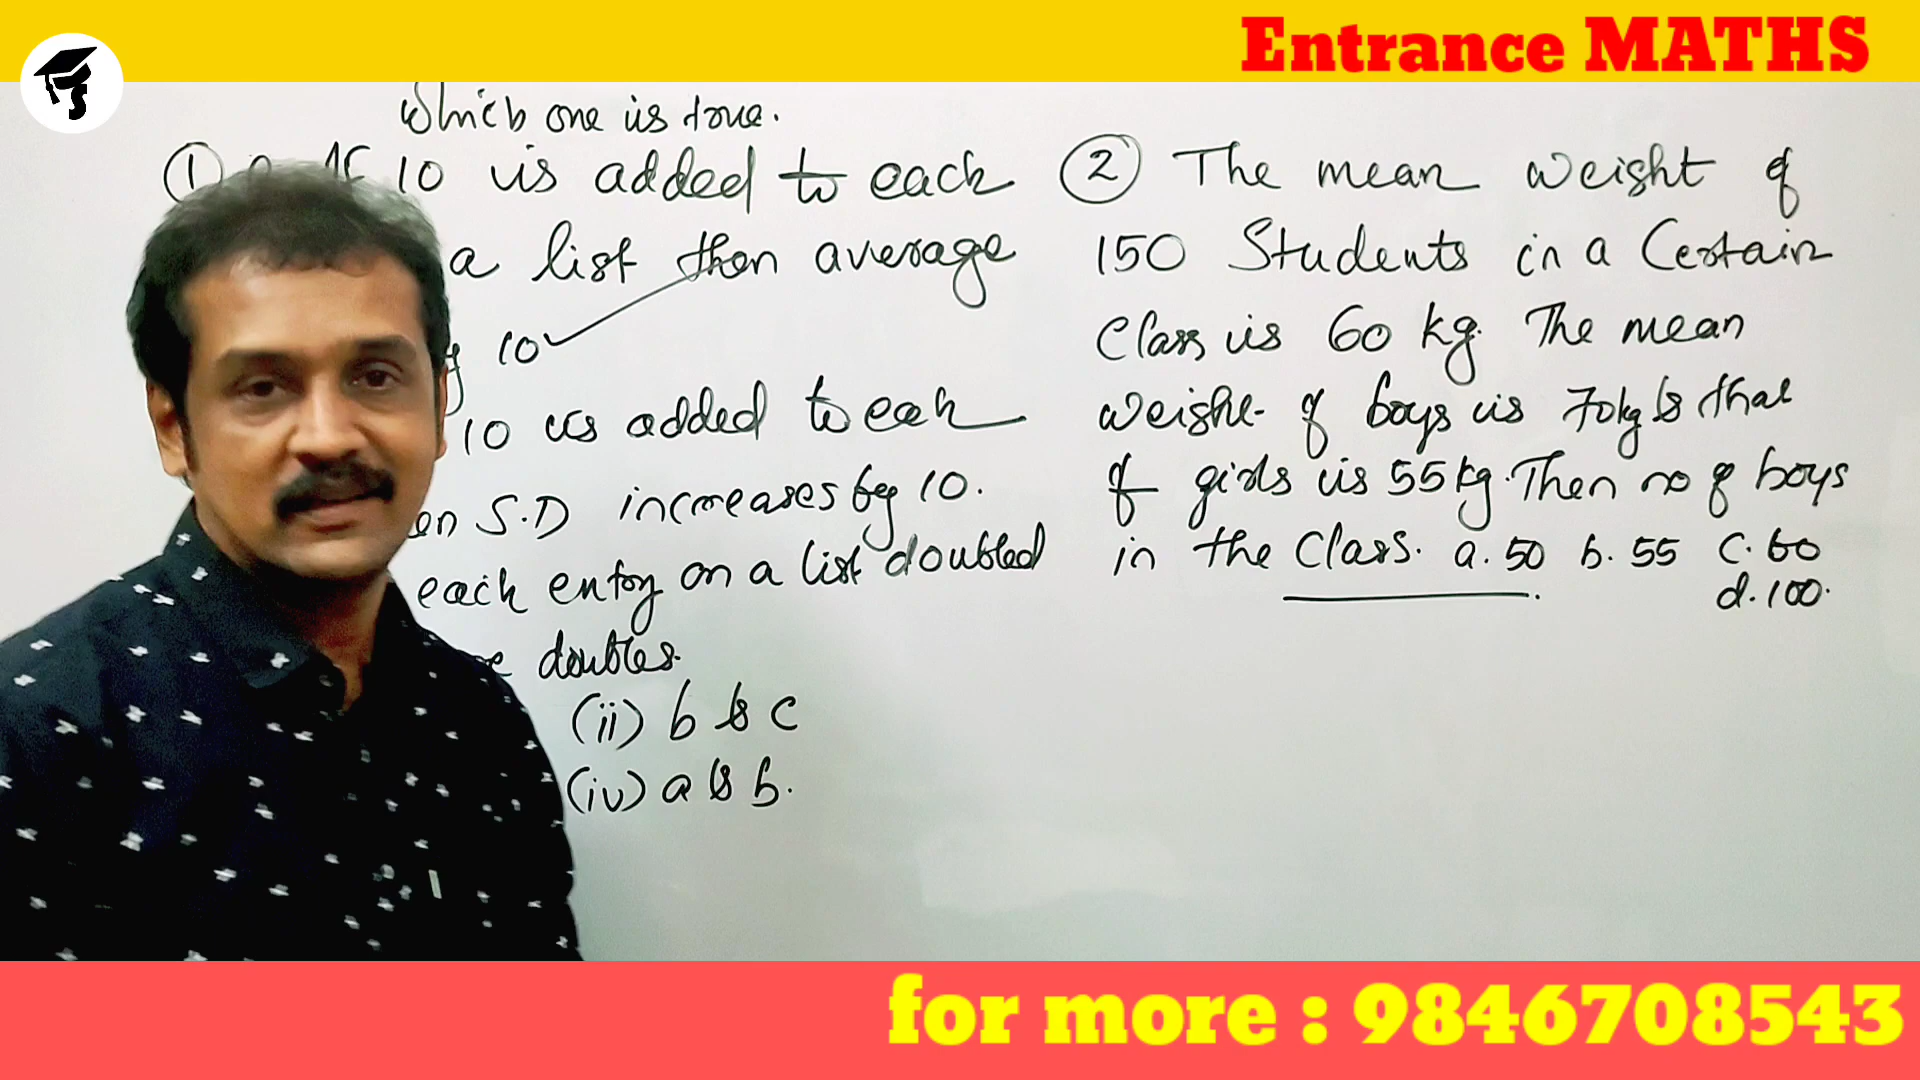 Entrance MATHS
Which one is true.
① a. If 10 is added to each
a list then average
by 10
10 is added to each
en S.D increases by 10.
each entry on a list doubled
doubles.
(ii) b & c
(iv) a & b.
② The mean weight of
150 Students in a Certain
Class is 60 kg. The mean
weight of boys is 70kg & that
of girls is 55 kg. Then no of boys
in the Class. a. 50 b. 55 c. 60
d. 100.
for more : 9846708543